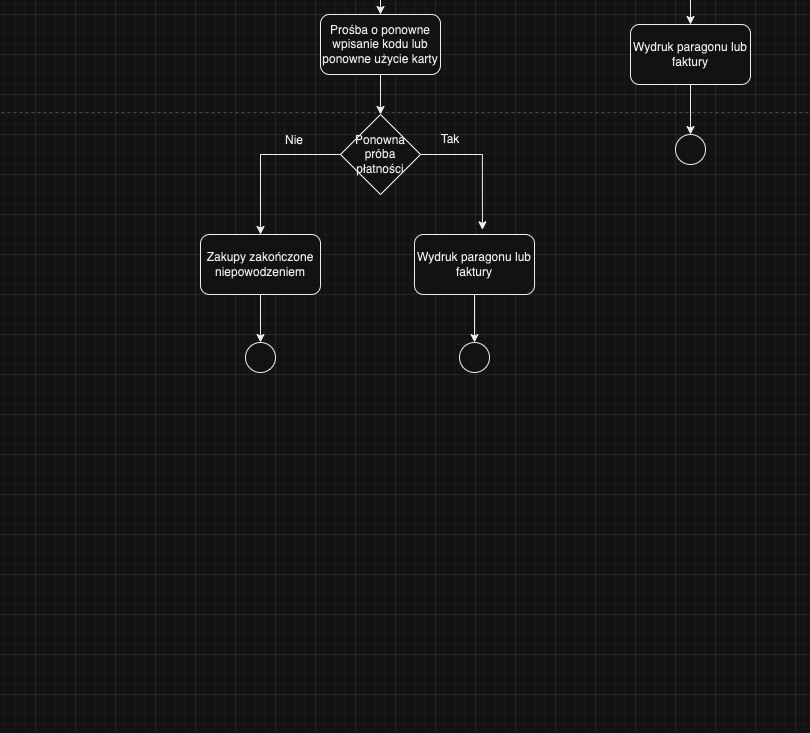 Prośba o ponowne
wpisanie kodu lub
ponowne użycie karty
Wydruk paragonu lub
faktury
Nie
Ponowna
próba
płatności
Tak
Zakupy zakończone
niepowodzeniem
Wydruk paragonu lub
faktury